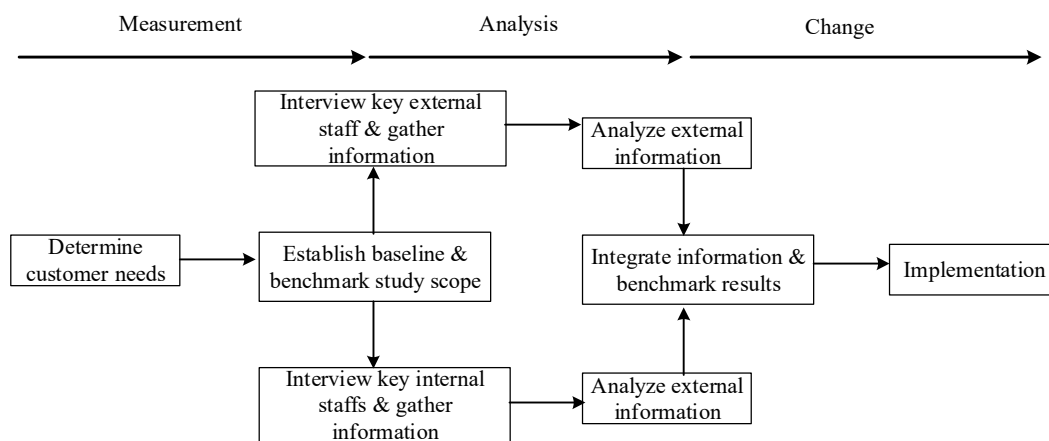 Measurement
Analysis
Change
Interview key external
staff & gather
information
Analyze external
information
Determine
customer needs
Establish baseline &
benchmark study scope
Integrate information &
benchmark results
Implementation
Interview key internal
staffs & gather
information
Analyze external
information